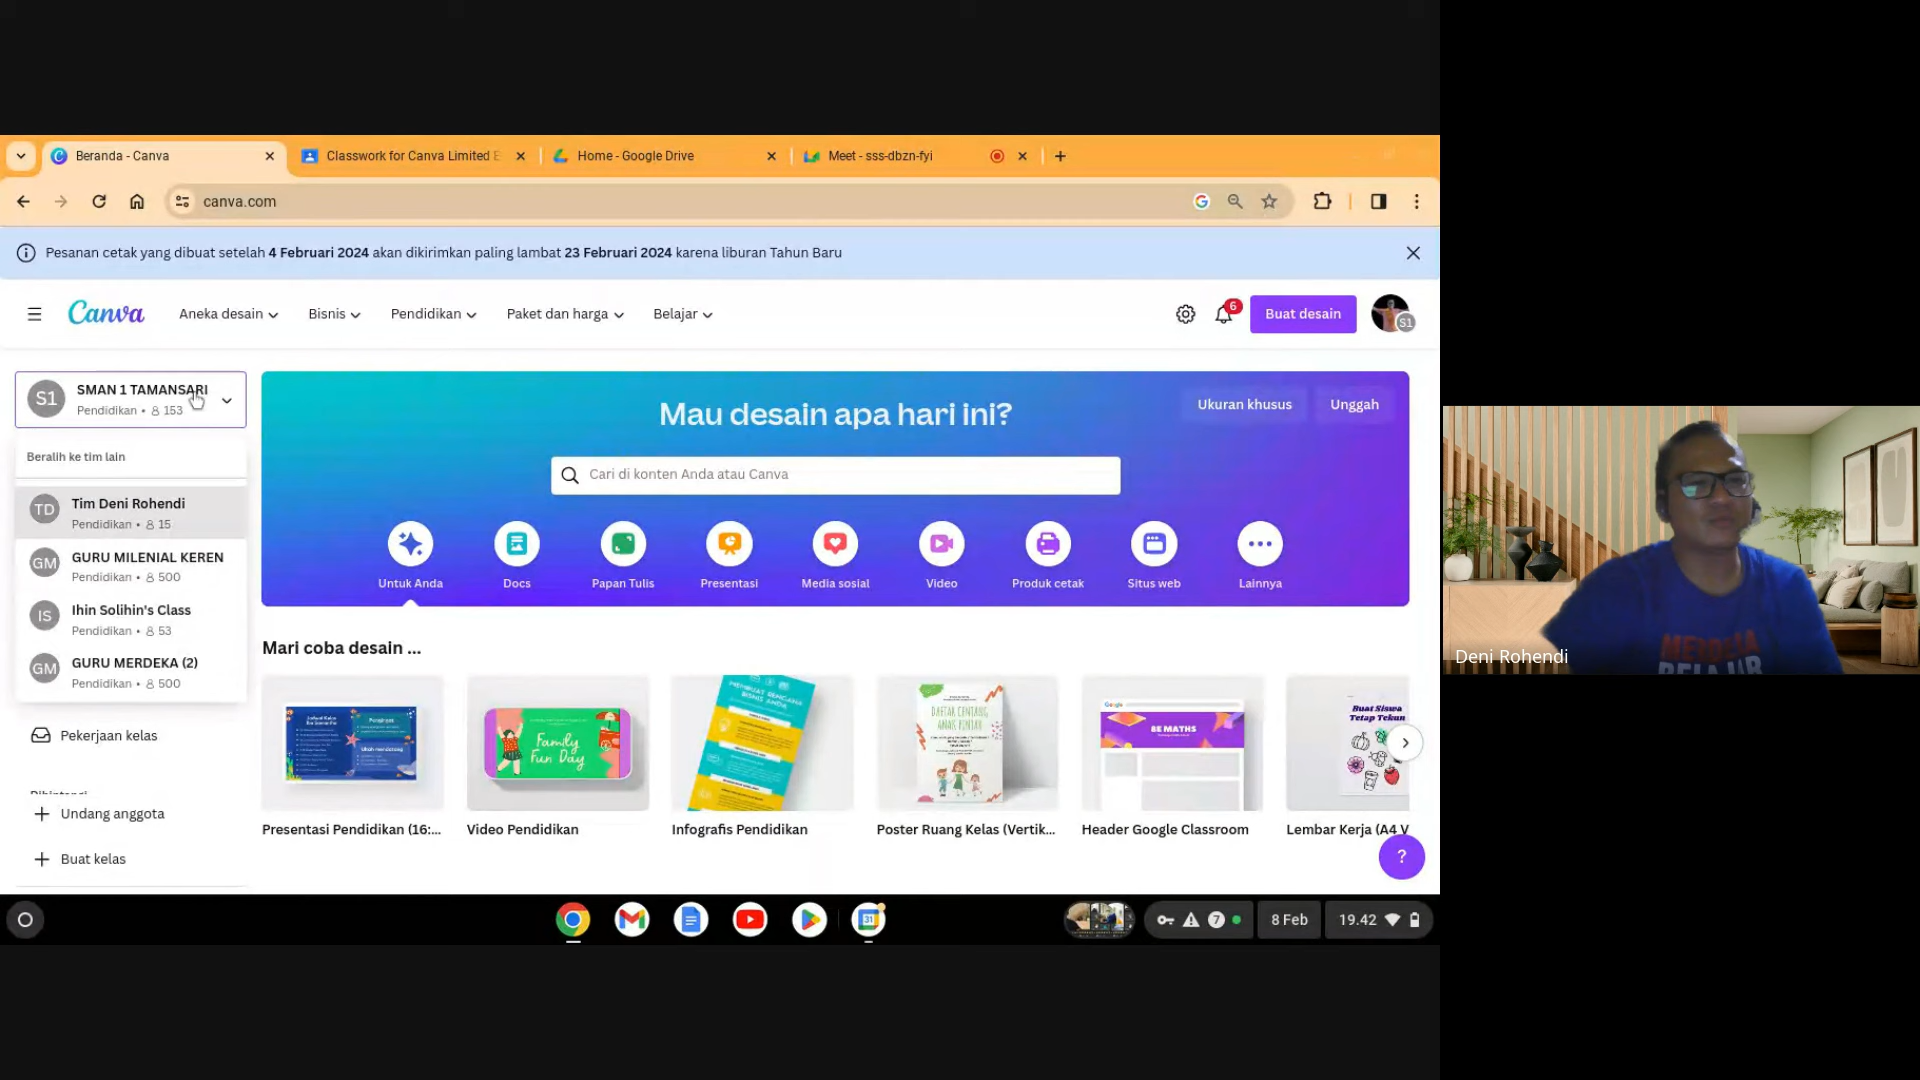 Beranda - Canva
Classwork for Canva Limited E
Home - Google Drive
Meet - sss-dbzn-fyi
canva.com
Pesanan cetak yang dibuat setelah 4 Februari 2024 akan dikirimkan paling lambat 23 Februari 2024 karena liburan Tahun Baru
Canva
Aneka desain
Bisnis
Pendidikan
Paket dan harga
Belajar
6
Buat desain
S1
S1
SMAN 1 TAMANSARI
Pendidikan • 153
Beralih ke tim lain
TD
Tim Deni Rohendi
Pendidikan • 15
GM
GURU MILENIAL KEREN
Pendidikan • 500
IS
Ihin Solihin's Class
Pendidikan • 53
GM
GURU MERDEKA (2)
Pendidikan • 500
Pekerjaan kelas
Undang anggota
Buat kelas
Mau desain apa hari ini?
Ukuran khusus
Unggah
Cari di konten Anda atau Canva
Untuk Anda
Docs
Papan Tulis
Presentasi
Media sosial
Video
Produk cetak
Situs web
Lainnya
Mari coba desain ...
Family
Fun Day
DAFTAR CENTANG
Google
BE MATHS
Buat Siswa
Tetap Tekun
Presentasi Pendidikan (16:...
Video Pendidikan
Infografis Pendidikan
Poster Ruang Kelas (Vertik...
Header Google Classroom
Lembar Kerja (A4 V
?
31
7
8 Feb
19.42
MERDEKA
BELAJAR
Deni Rohendi